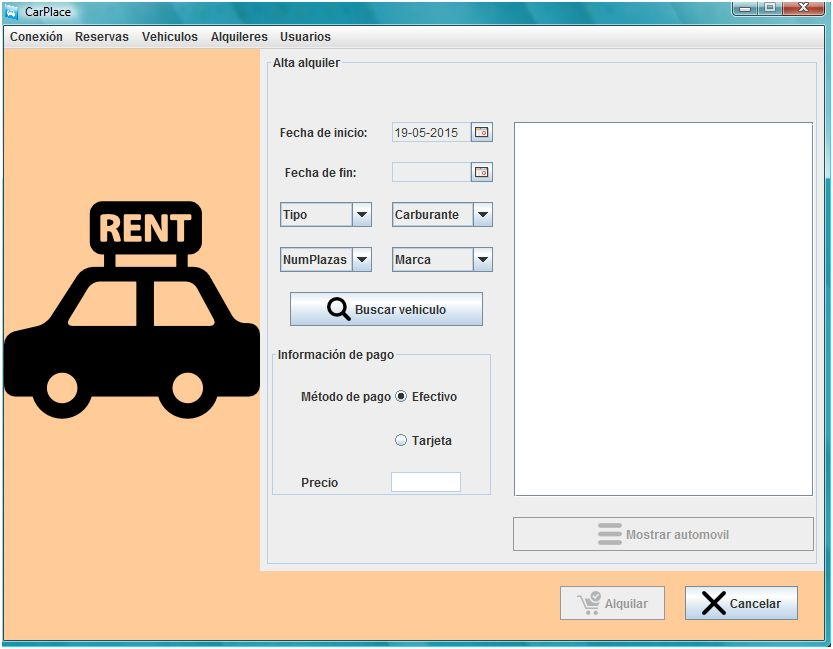 CarPlace
Conexión Reservas Vehiculos Alquileres Usuarios
RENT
Alta alquiler
Fecha de inicio: 19-05-2015
Fecha de fin:
Tipo Carburante
NumPlazas Marca
Buscar vehiculo
Información de pago
Método de pago Efectivo
Tarjeta
Precio
Mostrar automovil
Alquilar Cancelar